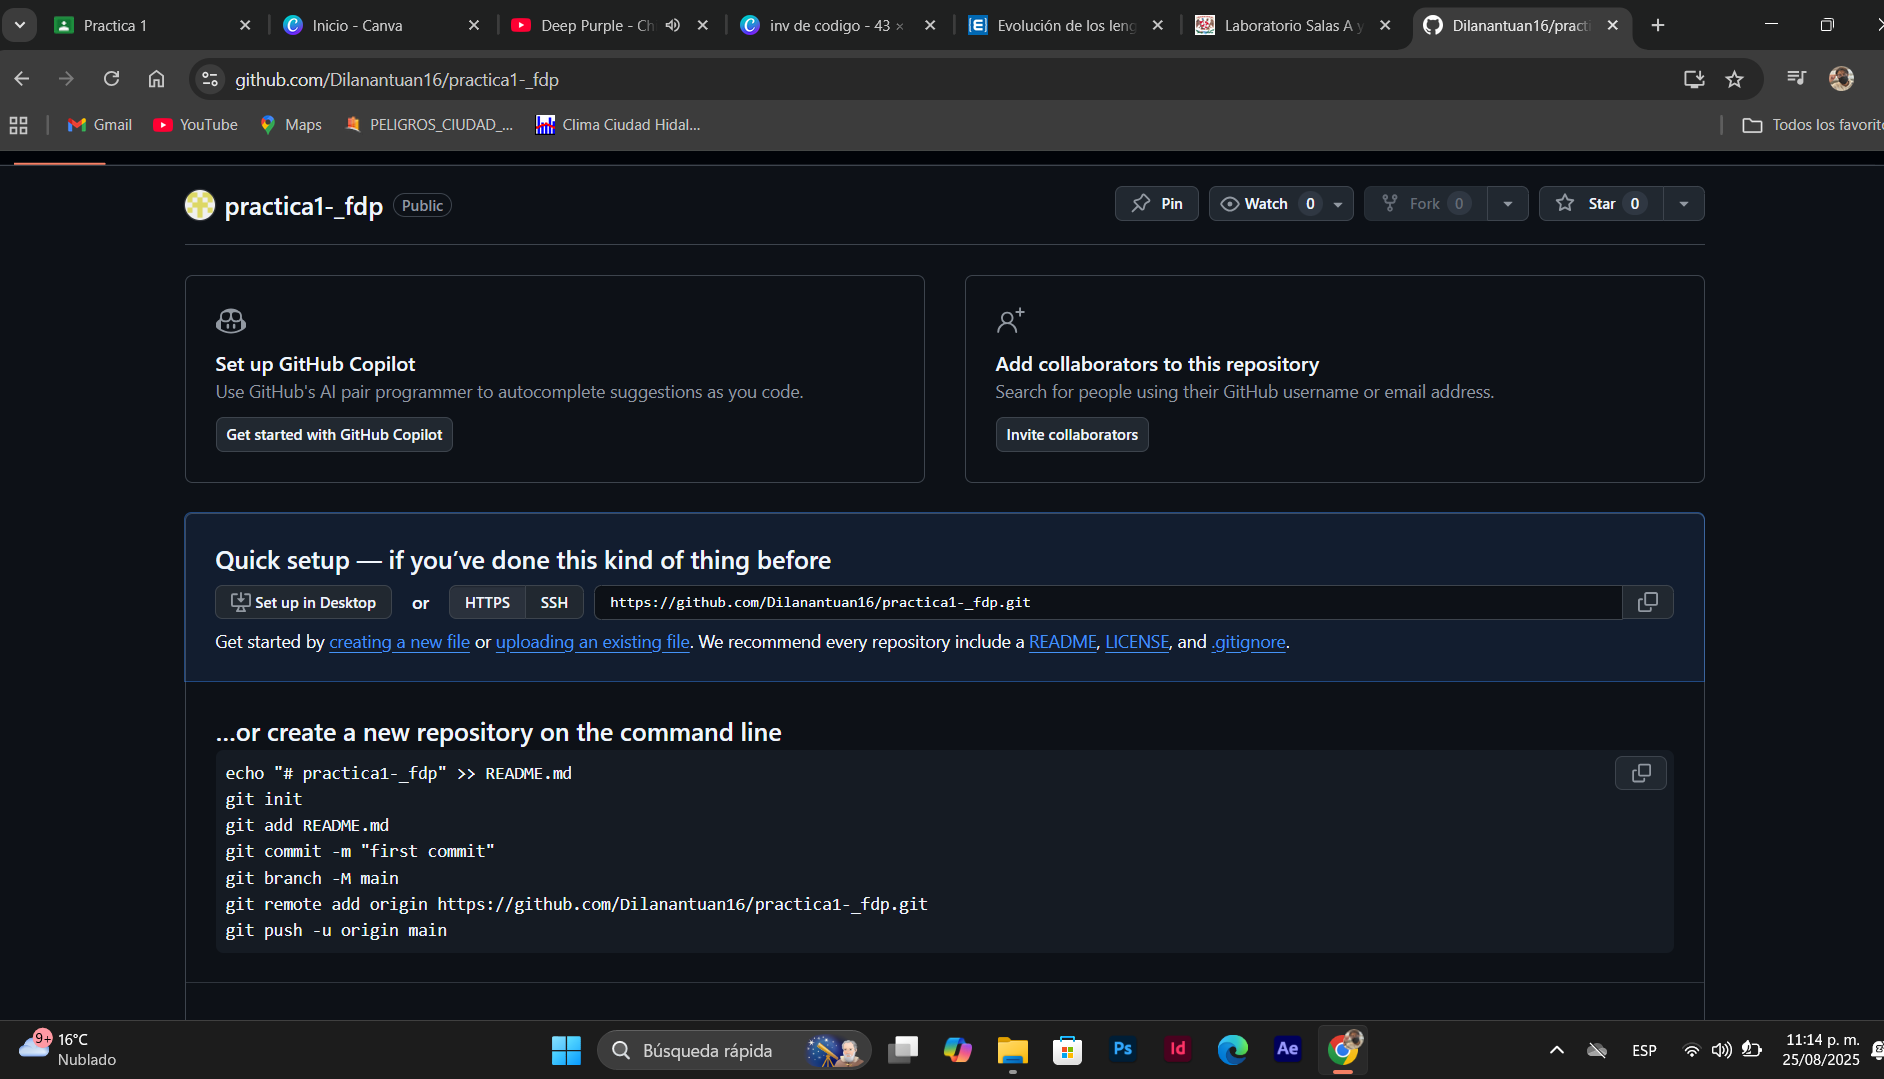 Practica 1
Inicio - Canva
Deep Purple - Ch
inv de codigo - 43
Evolución de los leng
Laboratorio Salas A y
Dilanantuan16/practi
github.com/Dilanantuan16/practica1-_fdp
Gmail
YouTube
Maps
PELIGROS_CIUDAD_...
Clima Ciudad Hidal...
Todos los favorit
practica1-_fdp
Public
Pin
Watch 0
Fork 0
Star 0
Set up GitHub Copilot
Use GitHub's AI pair programmer to autocomplete suggestions as you code.
Get started with GitHub Copilot
Add collaborators to this repository
Search for people using their GitHub username or email address.
Invite collaborators
Quick setup — if you’ve done this kind of thing before
Set up in Desktop
or
HTTPS
SSH
https://github.com/Dilanantuan16/practica1-_fdp.git
Get started by creating a new file or uploading an existing file. We recommend every repository include a README, LICENSE, and .gitignore.
…or create a new repository on the command line
echo "# practica1-_fdp" >> README.md
git init
git add README.md
git commit -m "first commit"
git branch -M main
git remote add origin https://github.com/Dilanantuan16/practica1-_fdp.git
git push -u origin main
9+
16°C
Nublado
Búsqueda rápida
Ps
Id
Ae
ESP
11:14 p. m.
25/08/2025